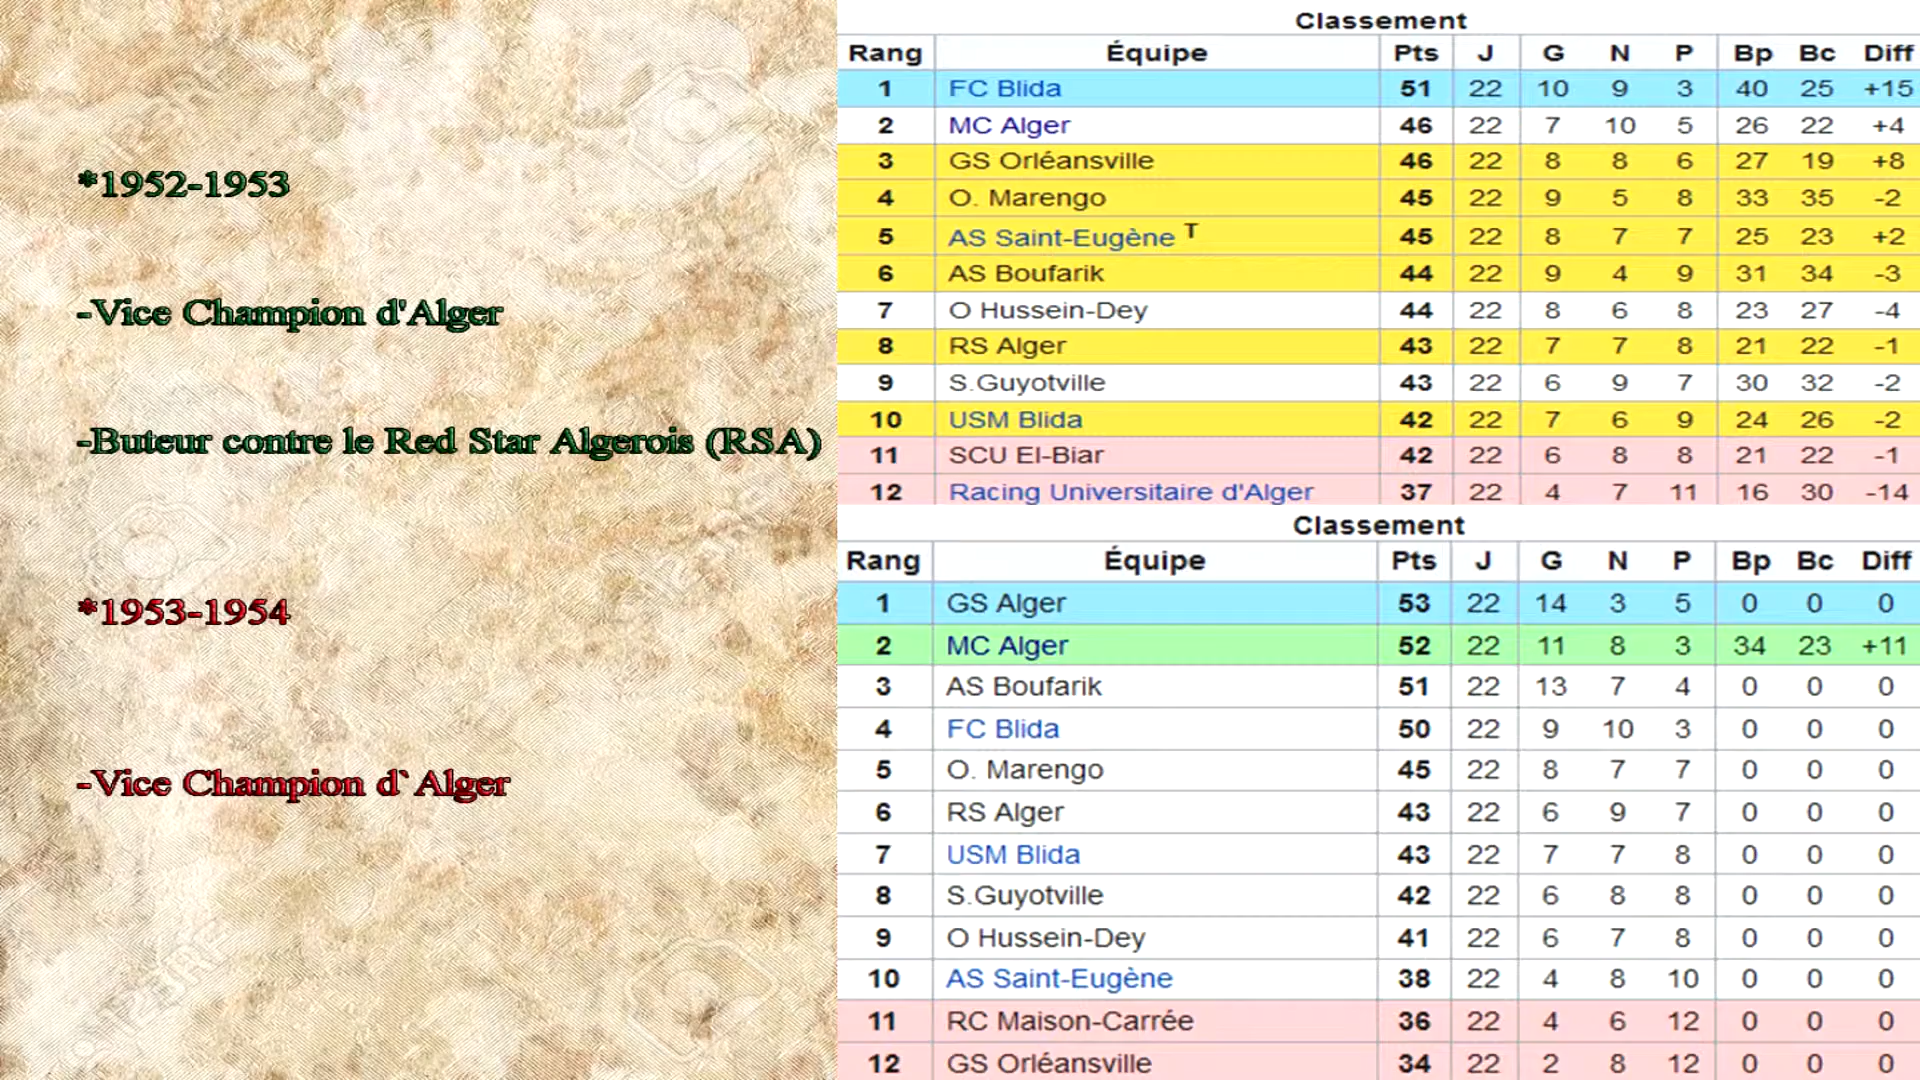 *1952-1953
-Vice Champion d'Alger
-Buteur contre le Red Star Algerois (RSA)
*1953-1954
-Vice Champion d`Alger
Classement
Rang Équipe Pts J G N P Bp Bc Diff
1 FC Blida 51 22 10 9 3 40 25 +15
2 MC Alger 46 22 7 10 5 26 22 +4
3 GS Orléansville 46 22 8 8 6 27 19 +8
4 O. Marengo 45 22 9 5 8 33 35 -2
5 AS Saint-Eugène T 45 22 8 7 7 25 23 +2
6 AS Boufarik 44 22 9 4 9 31 34 -3
7 O Hussein-Dey 44 22 8 6 8 23 27 -4
8 RS Alger 43 22 7 7 8 21 22 -1
9 S.Guyotville 43 22 6 9 7 30 32 -2
10 USM Blida 42 22 7 6 9 24 26 -2
11 SCU El-Biar 42 22 6 8 8 21 22 -1
12 Racing Universitaire d'Alger 37 22 4 7 11 16 30 -14
Classement
Rang Équipe Pts J G N P Bp Bc Diff
1 GS Alger 53 22 14 3 5 0 0 0
2 MC Alger 52 22 11 8 3 34 23 +11
3 AS Boufarik 51 22 13 7 4 0 0 0
4 FC Blida 50 22 9 10 3 0 0 0
5 O. Marengo 45 22 8 7 7 0 0 0
6 RS Alger 43 22 6 9 7 0 0 0
7 USM Blida 43 22 7 7 8 0 0 0
8 S.Guyotville 42 22 6 8 8 0 0 0
9 O Hussein-Dey 41 22 6 7 8 0 0 0
10 AS Saint-Eugène 38 22 4 8 10 0 0 0
11 RC Maison-Carrée 36 22 4 6 12 0 0 0
12 GS Orléansville 34 22 2 8 12 0 0 0